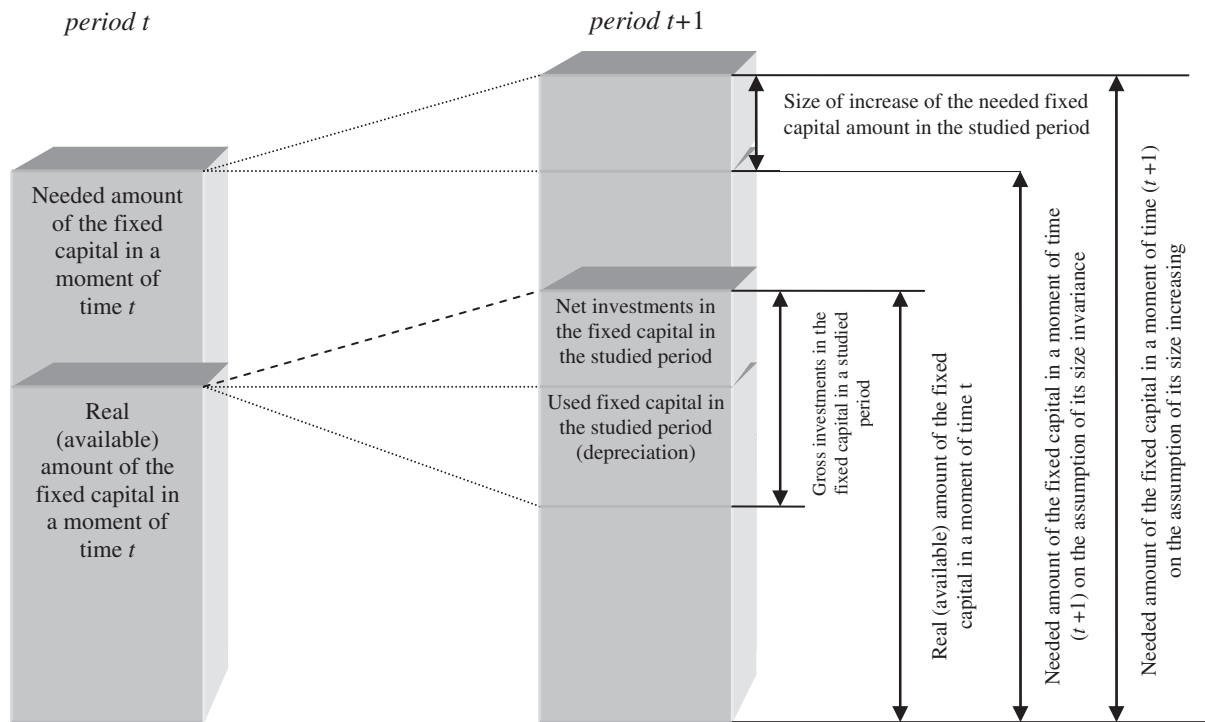 period t
period t+1
Size of increase of the needed fixed
capital amount in the studied period
Needed amount
of the fixed
capital in a
moment of
time t
Real
(available)
amount of the
fixed capital in
a moment of
time t
Net investments in
the fixed capital in
the studied period
Used fixed capital in
the studied period
(depreciation)
Gross investments in the
fixed capital in a studied
period
Real (available) amount of the fixed
capital in a moment of time t
Needed amount of the fixed capital in a moment of time
(t +1) on the assumption of its size invariance
Needed amount of the fixed capital in a moment of time (t +1)
on the assumption of its size increasing